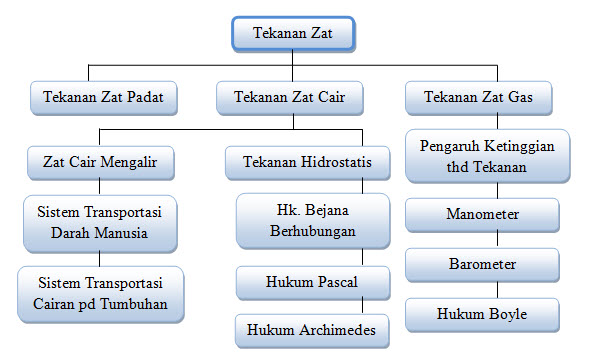 Tekanan Zat
Tekanan Zat Padat
Tekanan Zat Cair
Tekanan Zat Gas
Zat Cair Mengalir
Tekanan Hidrostatis
Pengaruh Ketinggian
thd Tekanan
Sistem Transportasi
Darah Manusia
Hk. Bejana
Berhubungan
Manometer
Sistem Transportasi
Cairan pd Tumbuhan
Hukum Pascal
Barometer
Hukum Archimedes
Hukum Boyle